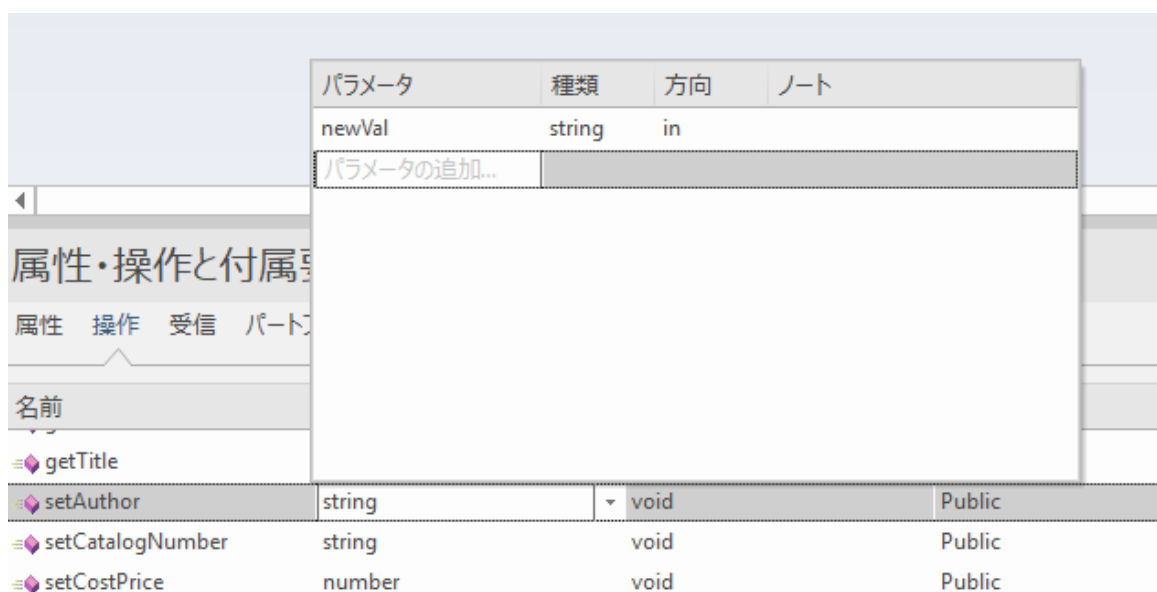 パラメータ 種類 方向 ノート
newVal string in
パラメータの追加...
属性・操作と付属
属性 操作 受信 パート
名前
getTitle
setAuthor string void Public
setCatalogNumber string void Public
setCostPrice number void Public